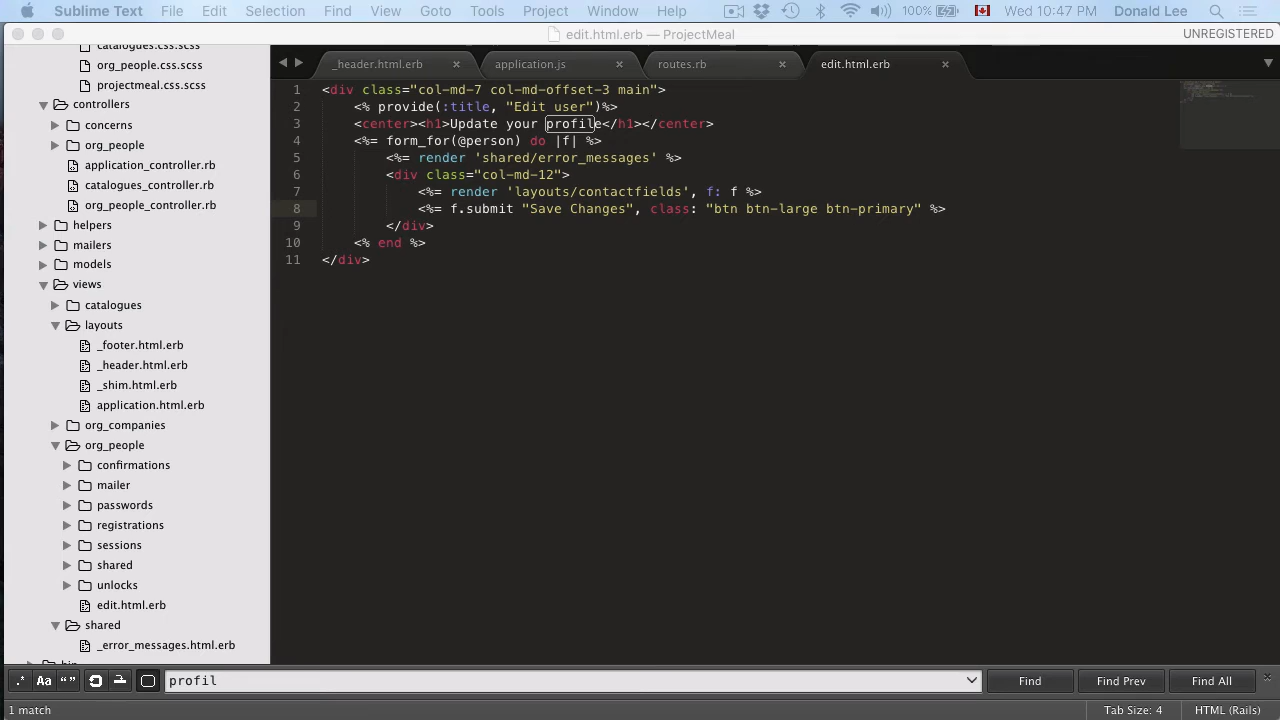 Sublime Text File Edit Selection Find View Goto Tools Project Window Help 100% Wed 10:47 PM Donald Lee
edit.html.erb — ProjectMeal UNREGISTERED
catalogues.css.scss
org_people.css.scss
projectmeal.css.scss
controllers
concerns
org_people
application_controller.rb
catalogues_controller.rb
org_people_controller.rb
helpers
mailers
models
views
catalogues
layouts
_footer.html.erb
_header.html.erb
_shim.html.erb
application.html.erb
org_companies
org_people
confirmations
mailer
passwords
registrations
sessions
shared
unlocks
edit.html.erb
shared
_error_messages.html.erb
_header.html.erb application.js routes.rb edit.html.erb
1 <div class="col-md-7 col-md-offset-3 main">
2 <% provide(:title, "Edit user")%>
3 <center><h1>Update your profile</h1></center>
4 <%= form_for(@person) do |f| %>
5 <%= render 'shared/error_messages' %>
6 <div class="col-md-12">
7 <%= render 'layouts/contactfields', f: f %>
8 <%= f.submit "Save Changes", class: "btn btn-large btn-primary" %>
9 </div>
10 <% end %>
11 </div>
.* Aa “” profil Find Find Prev Find All
1 match Tab Size: 4 HTML (Rails)